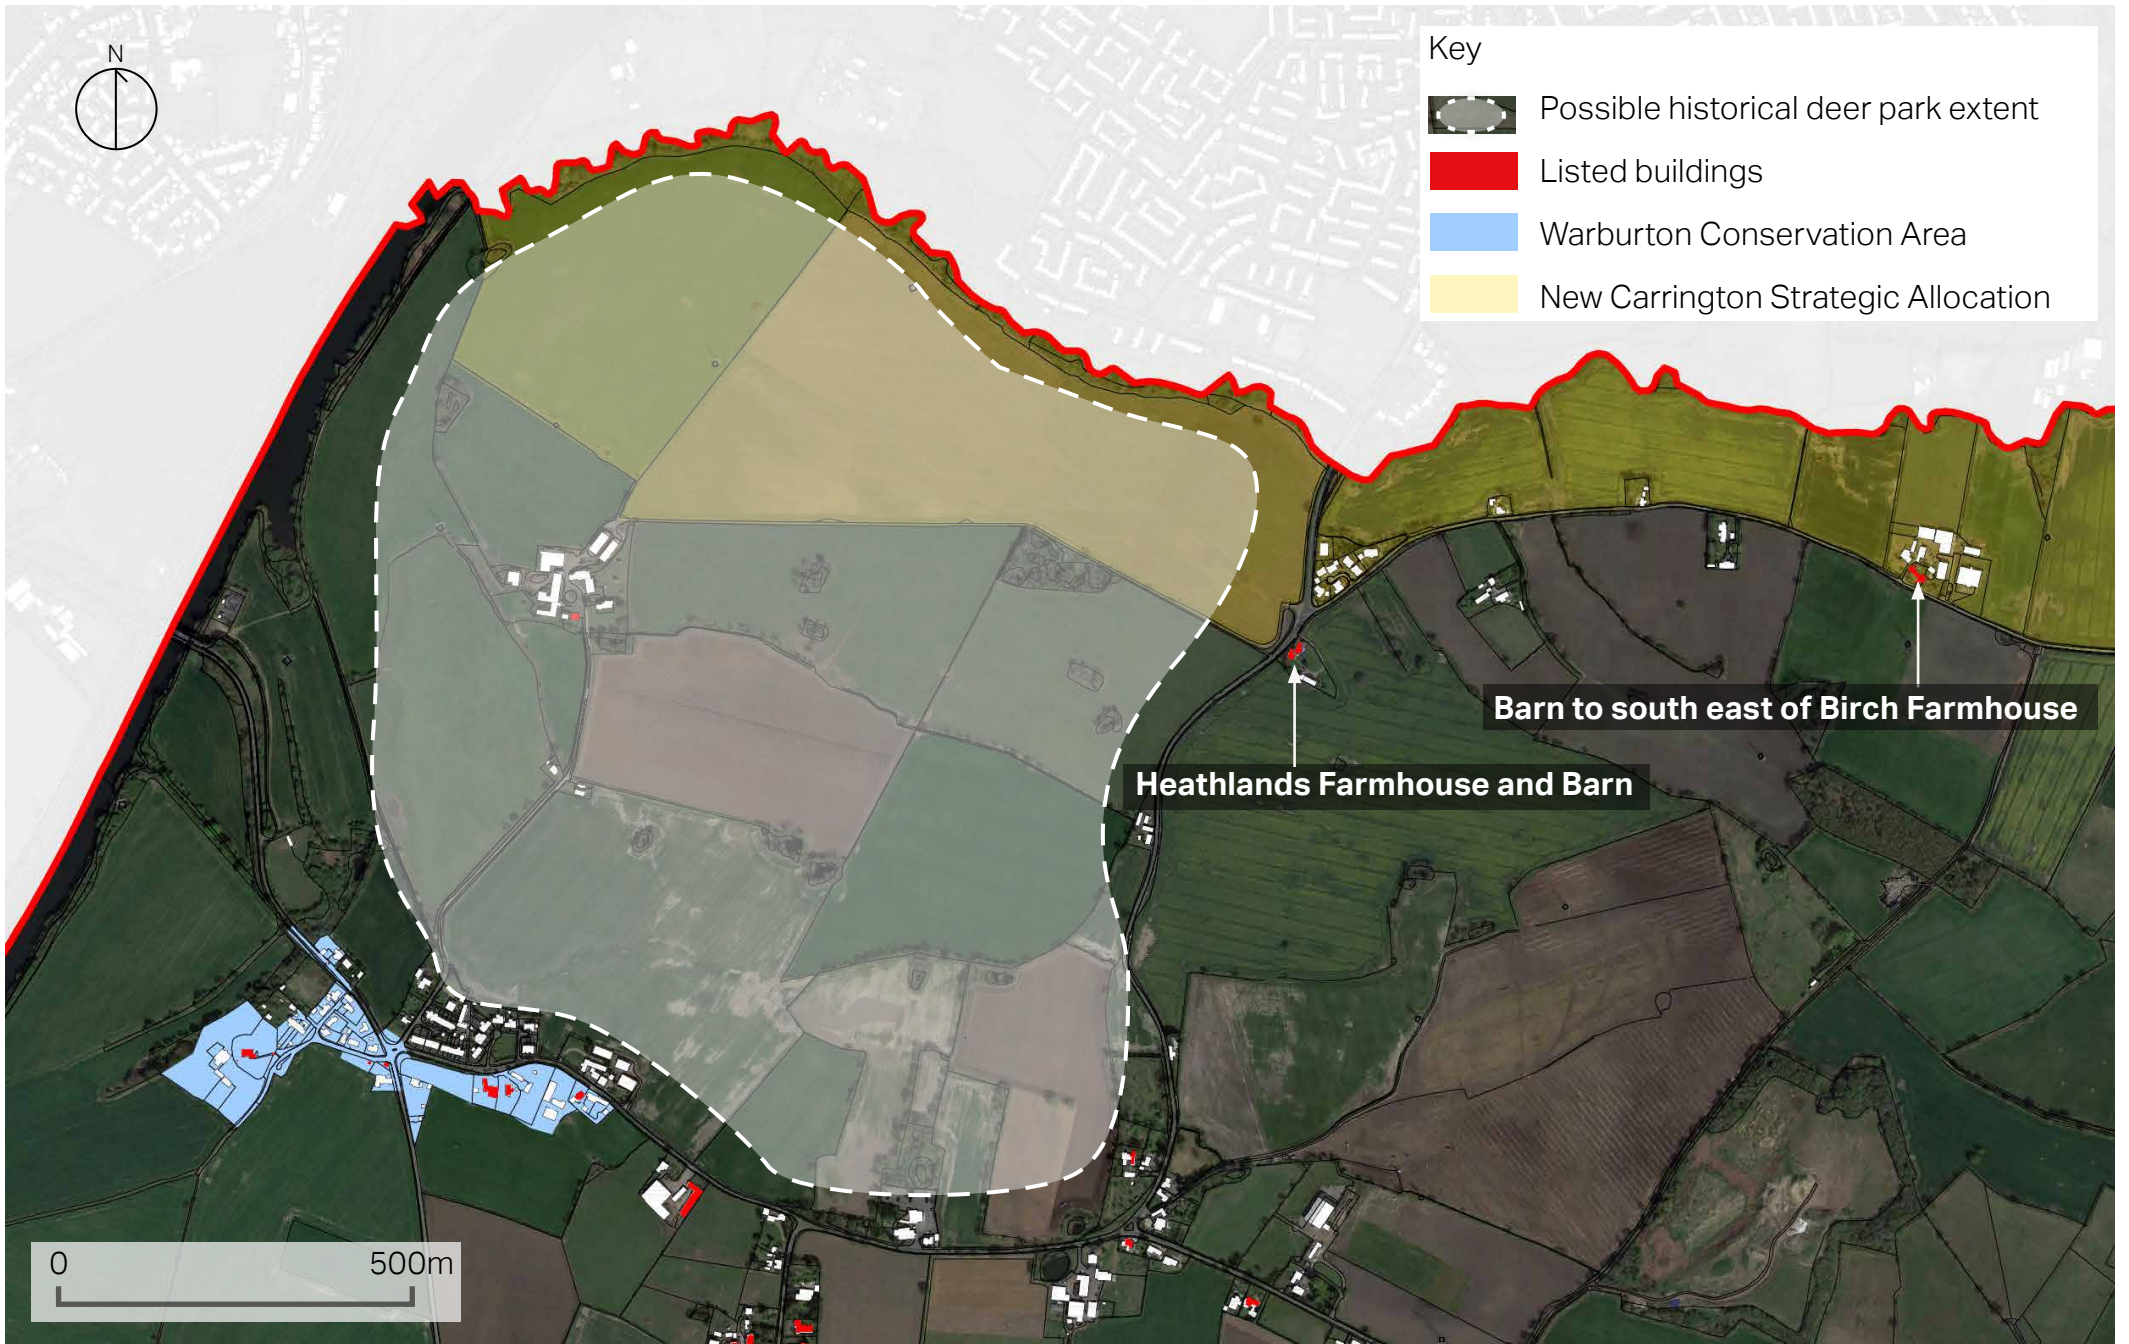 N
Key
Possible historical deer park extent
Listed buildings
Warburton Conservation Area
New Carrington Strategic Allocation
Barn to south east of Birch Farmhouse
Heathlands Farmhouse and Barn
0 500m